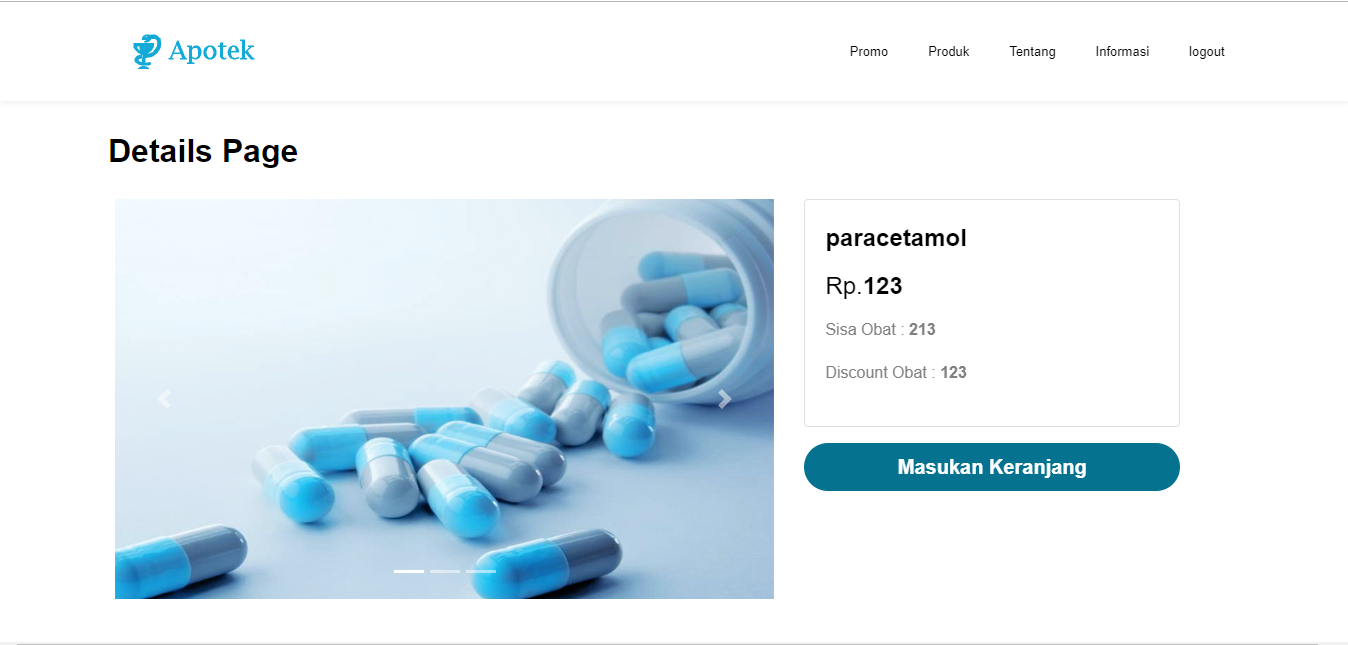 Apotek
Promo Produk Tentang Informasi logout
Details Page
paracetamol
Rp.123
Sisa Obat : 213
Discount Obat : 123
Masukan Keranjang